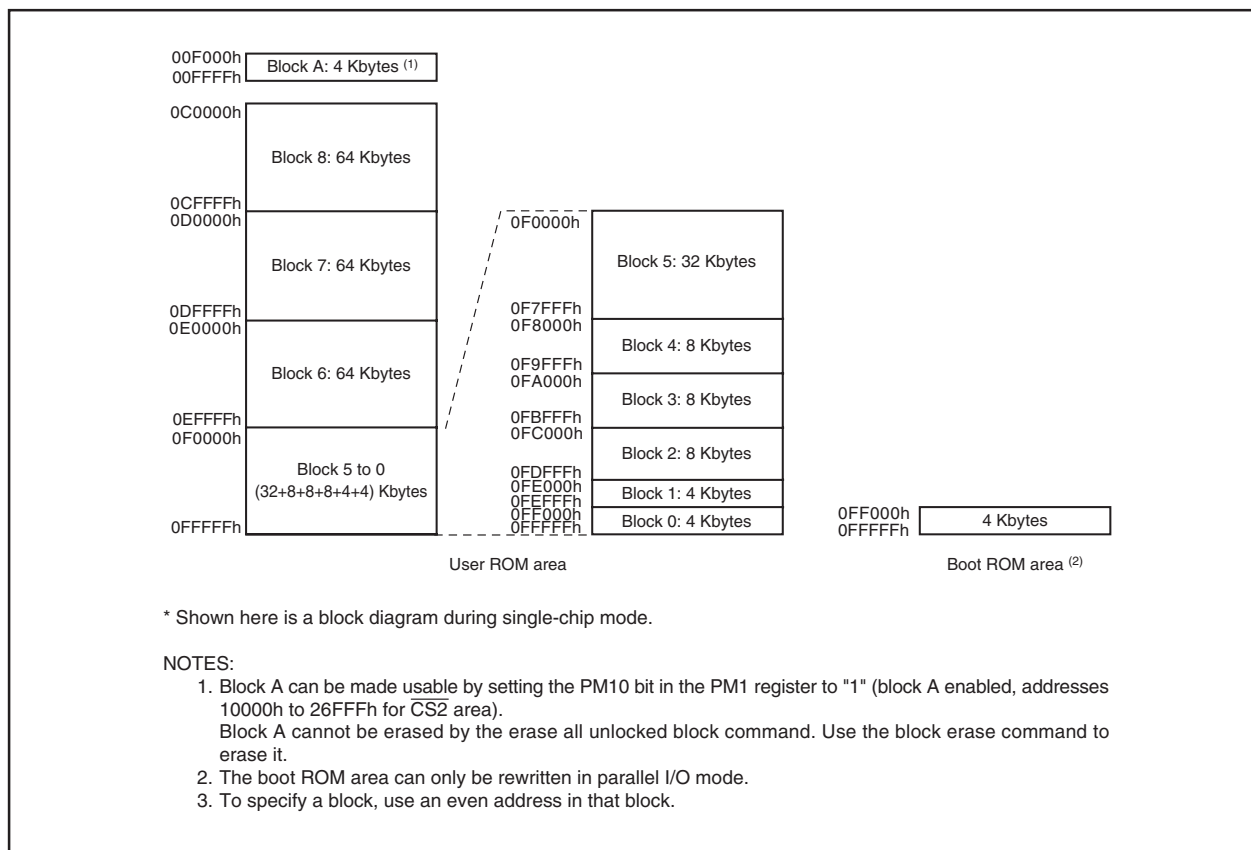 00F000h
00FFFFh
Block A: 4 Kbytes (1)
0C0000h
Block 8: 64 Kbytes
0CFFFFh
0D0000h
Block 7: 64 Kbytes
0DFFFFh
0E0000h
Block 6: 64 Kbytes
0EFFFFh
0F0000h
Block 5 to 0
(32+8+8+8+4+4) Kbytes
0FFFFFh
0F0000h
Block 5: 32 Kbytes
0F7FFFh
0F8000h
Block 4: 8 Kbytes
0F9FFFh
0FA000h
Block 3: 8 Kbytes
0FBFFFh
0FC000h
Block 2: 8 Kbytes
0FDFFFh
0FE000h
Block 1: 4 Kbytes
0FEFFFh
0FF000h
Block 0: 4 Kbytes
0FFFFFh
0FF000h
0FFFFFh
4 Kbytes
User ROM area
Boot ROM area (2)
* Shown here is a block diagram during single-chip mode.
NOTES:
1. Block A can be made usable by setting the PM10 bit in the PM1 register to "1" (block A enabled, addresses
10000h to 26FFFh for CS2 area).
Block A cannot be erased by the erase all unlocked block command. Use the block erase command to
erase it.
2. The boot ROM area can only be rewritten in parallel I/O mode.
3. To specify a block, use an even address in that block.